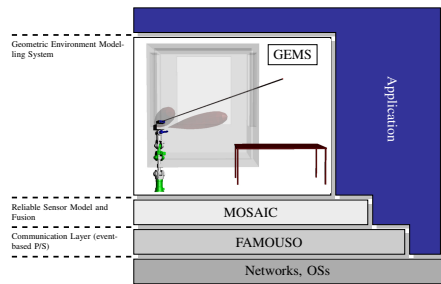 Geometric Environment Model-
ling System
GEMS
Application
Reliable Sensor Model and
Fusion
MOSAIC
Communication Layer (event-
based P/S)
FAMOUSO
Networks, OSs